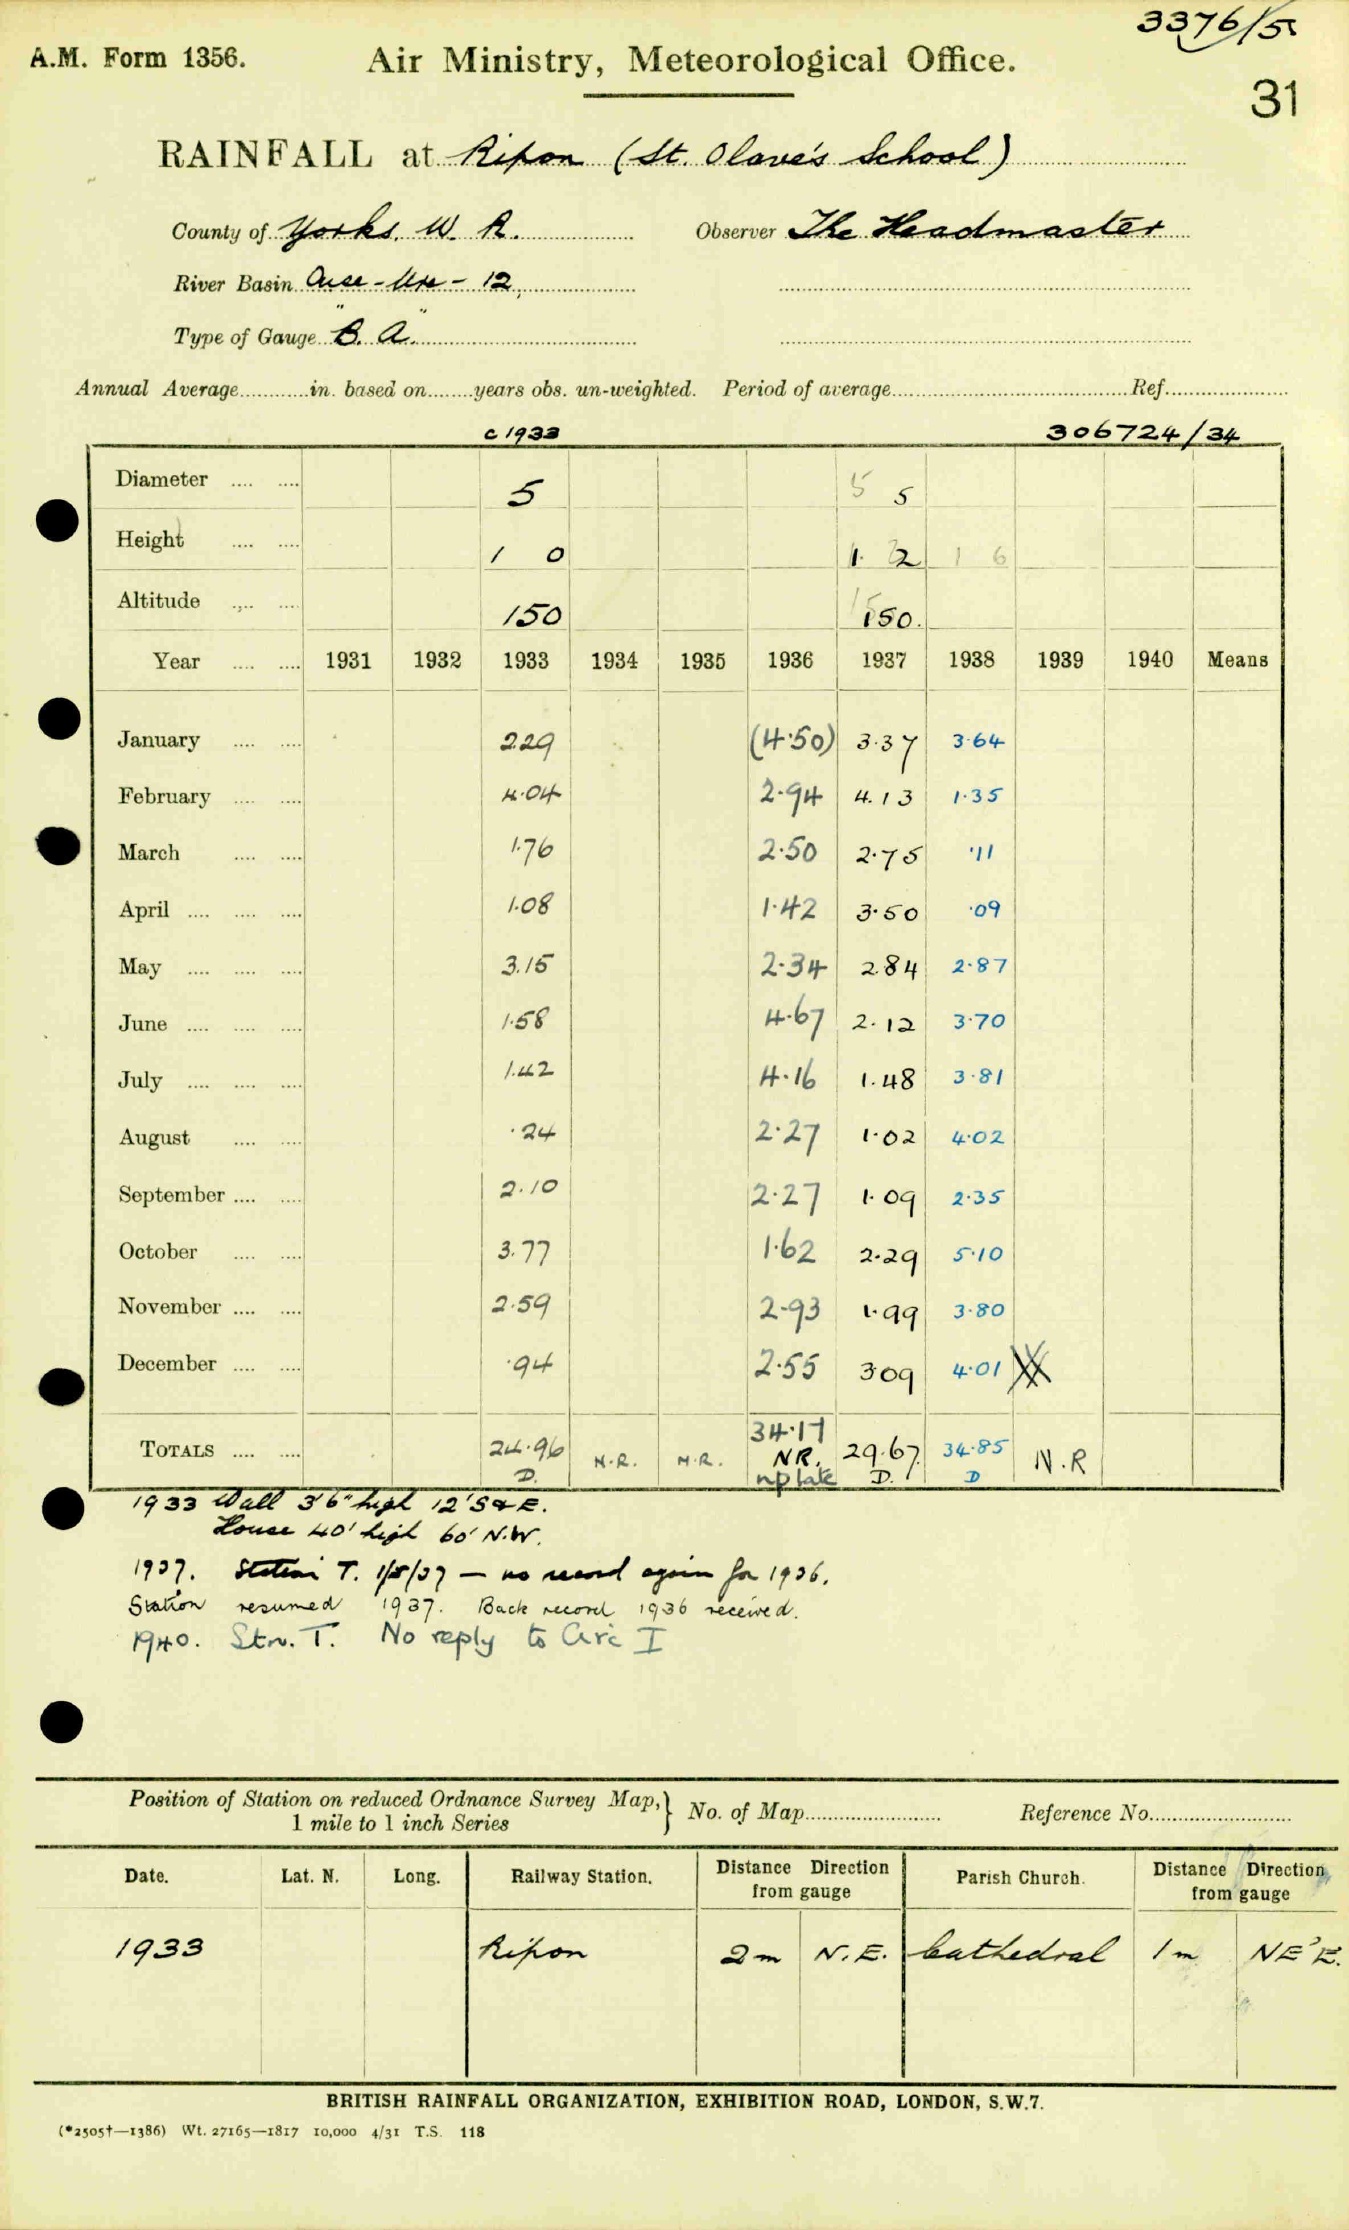 3376/5
A.M. Form 1356. Air Ministry, Meteorological Office.
31
RAINFALL at Ripon (St. Olave's School)
County of Yorks. W. R. Observer The Headmaster
River Basin Ouse - Ure - 12
Type of Gauge "B. A."
Annual Average in. based on years obs. un-weighted. Period of average Ref.
c 1933 306724/34
Diameter 5 5 5
Height 1 0 1. 2 1 6
Altitude 150 150.
Year 1931 1932 1933 1934 1935 1936 1937 1938 1939 1940 Means
January 2.29 (4.50) 3.37 3.64
February 4.04 2.94 4.13 1.35
March 1.76 2.50 2.75 .11
April 1.08 1.42 3.50 .09
May 3.15 2.34 2.84 2.87
June 1.58 4.67 2.12 3.70
July 1.42 4.16 1.48 3.81
August .24 2.27 1.02 4.02
September 2.10 2.27 1.09 2.35
October 3.77 1.62 2.29 5.10
November 2.59 2.93 1.99 3.80
December .94 2.55 3.09 4.01
TOTALS 24.96 D. N.R. N.R. 34.17 NR. np late 29.67. D. 34.85 D N.R
1933 Wall 3'6" high 12' S & E.
House 40' high 60' N.W.
1937. Station T. 1/5/37 — no record again for 1936.
Station resumed 1937. Back record 1936 received.
1940. Stn. T. No reply to Circ I
Position of Station on reduced Ordnance Survey Map, 1 mile to 1 inch Series } No. of Map Reference No.
Date. Lat. N. Long. Railway Station. Distance Direction from gauge Parish Church. Distance Direction from gauge
1933 Ripon 2 m N.E. Cathedral 1 m NE'E.
BRITISH RAINFALL ORGANIZATION, EXHIBITION ROAD, LONDON, S.W.7.
(*2505†—1386) Wt. 27165—1817 10,000 4/31 T.S. 118